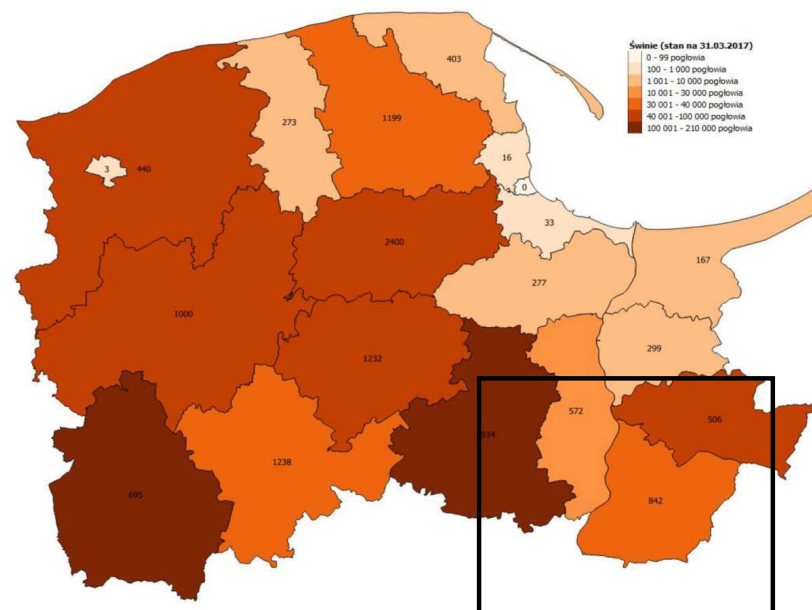 Świnie (stan na 31.03.2017)
0 - 99 pogłowia
100 - 1 000 pogłowia
1 001 - 10 000 pogłowia
10 001 - 30 000 pogłowia
30 001 - 40 000 pogłowia
40 001 -100 000 pogłowia
100 001 - 210 000 pogłowia
403
1199
273
16
3
440
1
0
33
2400
167
277
1000
299
1232
572
506
934
1238
695
842